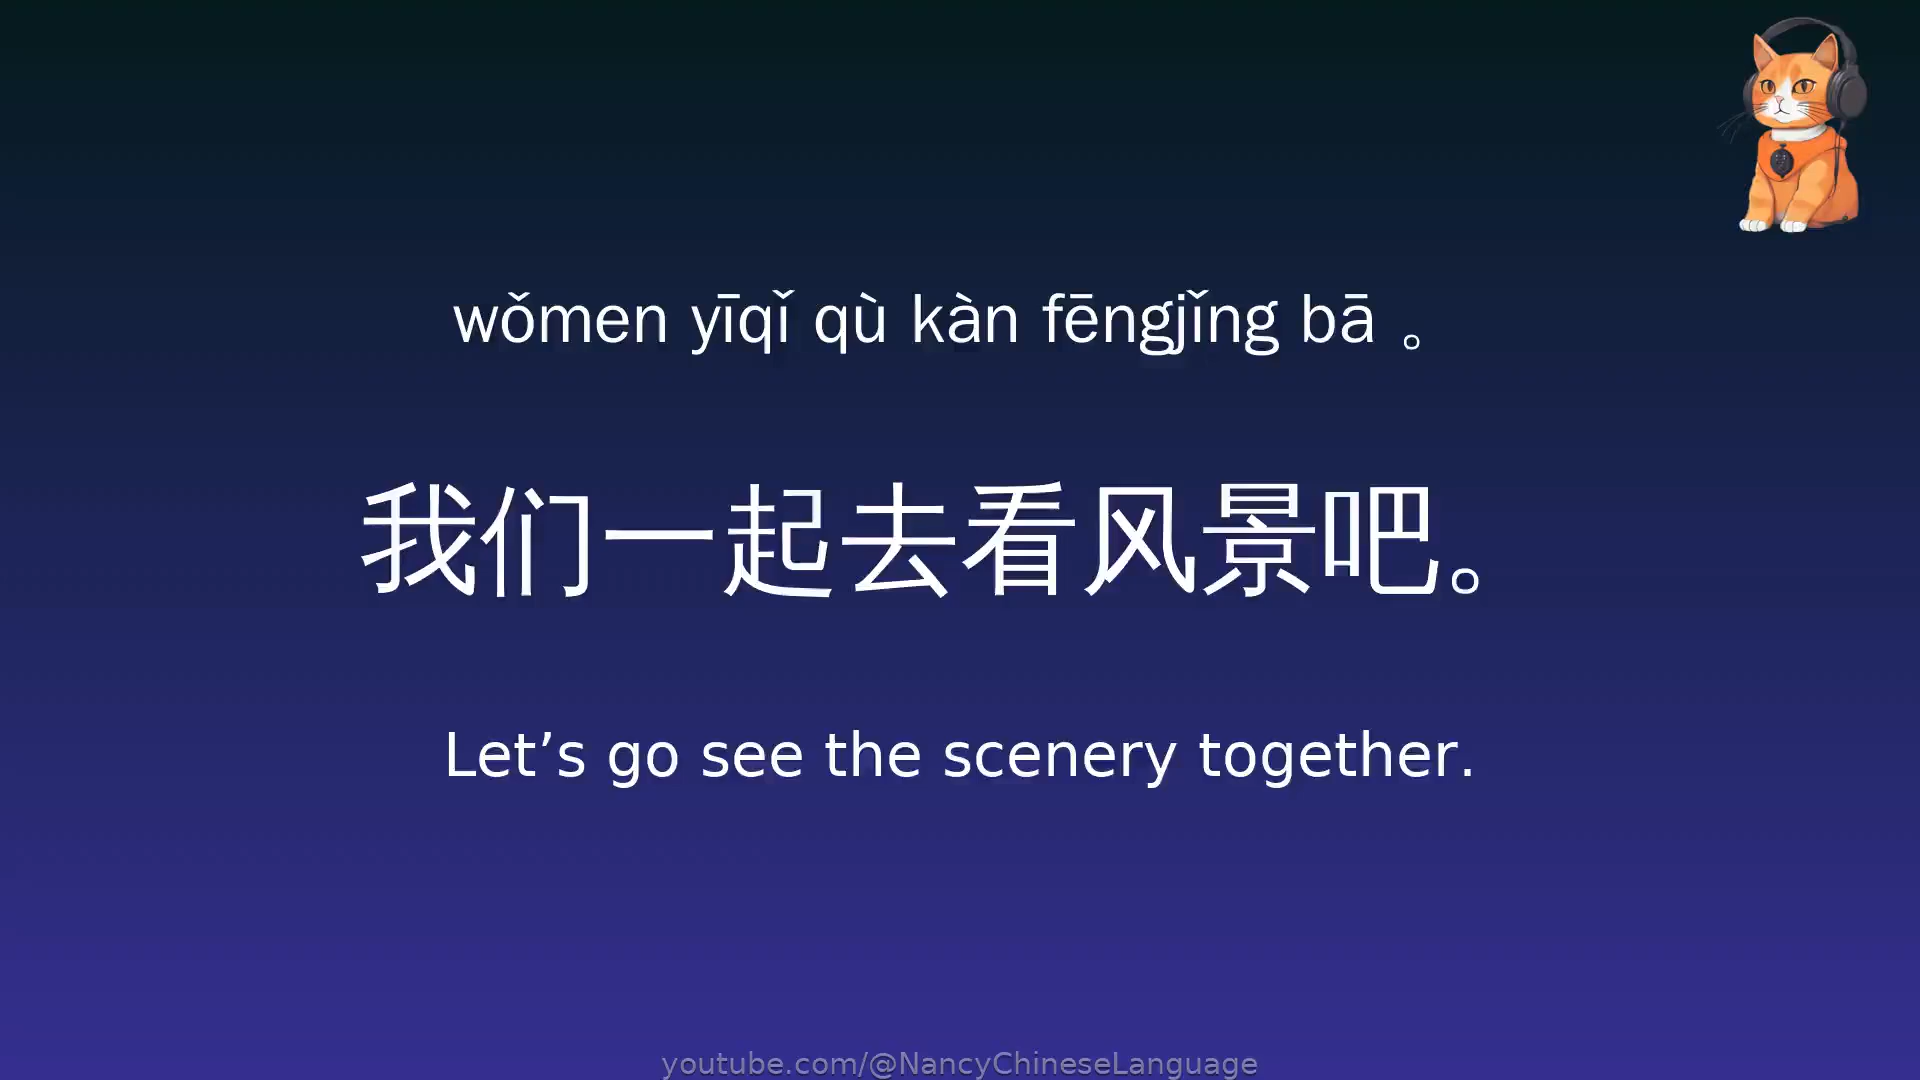 wǒmen yīqǐ qù kàn fēngjǐng bā 。
我们一起去看风景吧。
Let’s go see the scenery together.
youtube.com/@NancyChineseLanguage